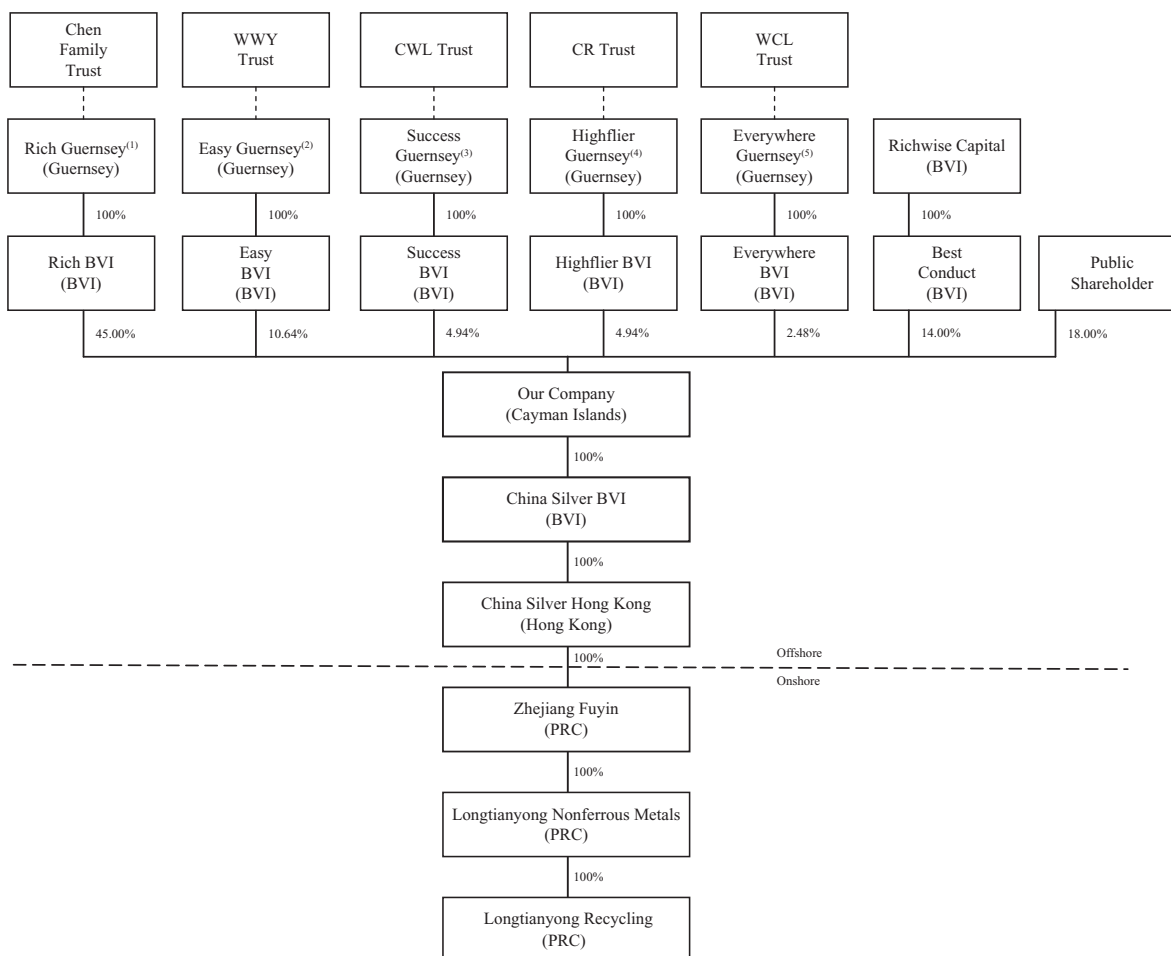 Chen
Family
Trust
WWY
Trust
CWL Trust
CR Trust
WCL
Trust
Rich Guernsey(1)
(Guernsey)
Easy Guernsey(2)
(Guernsey)
Success
Guernsey(3)
(Guernsey)
Highflier
Guernsey(4)
(Guernsey)
Everywhere
Guernsey(5)
(Guernsey)
Richwise Capital
(BVI)
100%
100%
100%
100%
100%
100%
Rich BVI
(BVI)
Easy
BVI
(BVI)
Success
BVI
(BVI)
Highflier BVI
(BVI)
Everywhere
BVI
(BVI)
Best
Conduct
(BVI)
Public
Shareholder
45.00%
10.64%
4.94%
4.94%
2.48%
14.00%
18.00%
Our Company
(Cayman Islands)
100%
China Silver BVI
(BVI)
100%
China Silver Hong Kong
(Hong Kong)
100%
Offshore
Onshore
Zhejiang Fuyin
(PRC)
100%
Longtianyong Nonferrous Metals
(PRC)
100%
Longtianyong Recycling
(PRC)